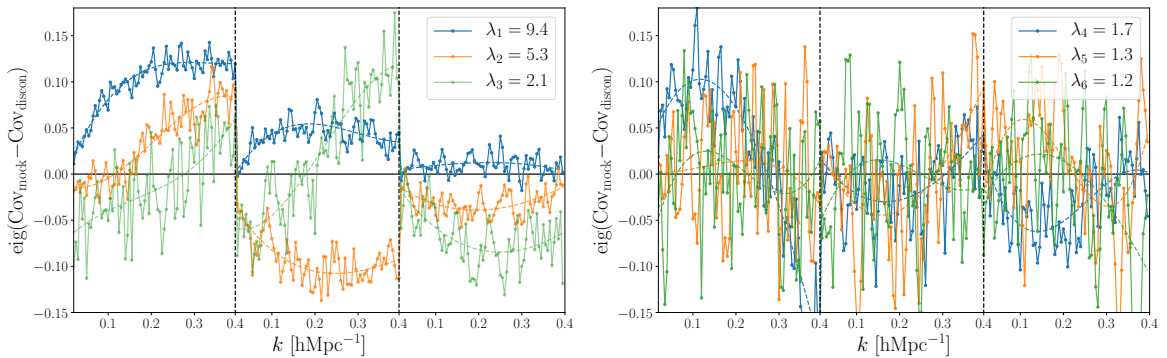 eig(Cov_mock−Cov_discon)
0.15
0.10
0.05
0.00
−0.05
−0.10
−0.15
λ₁ = 9.4
λ₂ = 5.3
λ₃ = 2.1
0.1 0.2 0.3 0.4 0.1 0.2 0.3 0.4 0.1 0.2 0.3 0.4
k [hMpc⁻¹]
eig(Cov_mock−Cov_discon)
0.15
0.10
0.05
0.00
−0.05
−0.10
−0.15
λ₄ = 1.7
λ₅ = 1.3
λ₆ = 1.2
0.1 0.2 0.3 0.4 0.1 0.2 0.3 0.4 0.1 0.2 0.3 0.4
k [hMpc⁻¹]